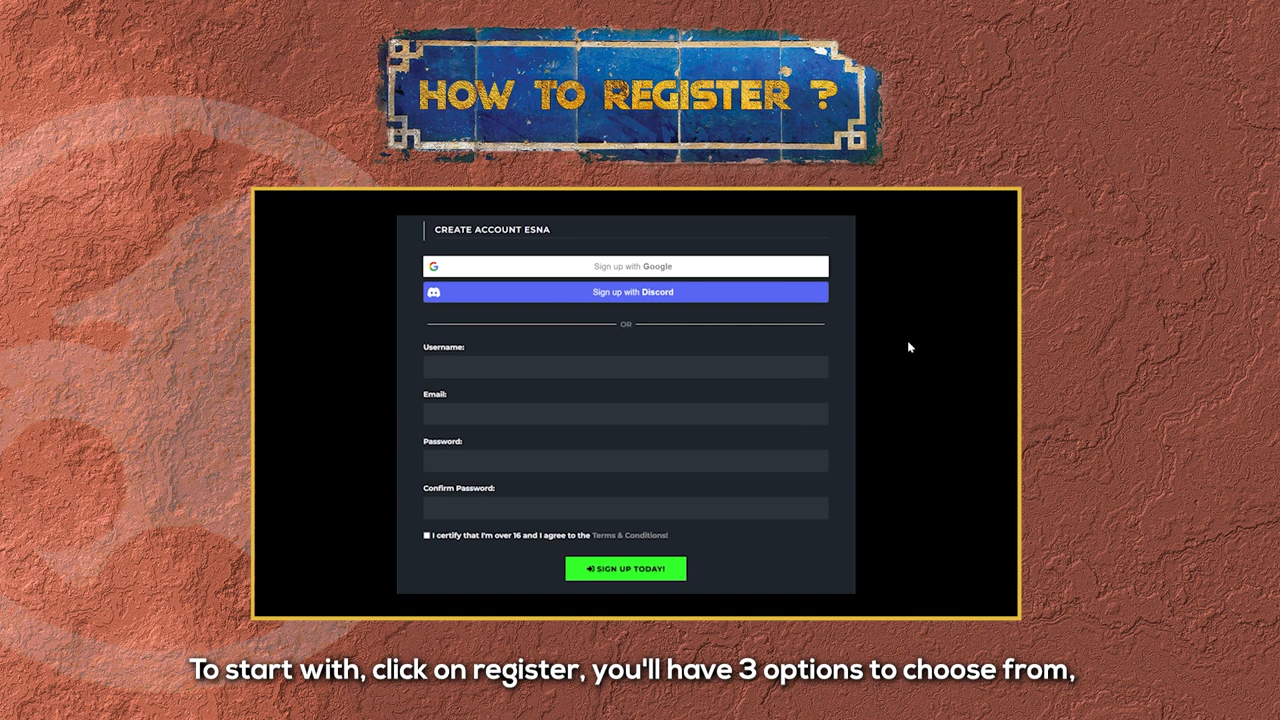 HOW TO REGISTER ?
CREATE ACCOUNT ESNA
Sign up with Google
Sign up with Discord
OR
Username:
Email:
Password:
Confirm Password:
I certify that I'm over 16 and I agree to the Terms & Conditions!
SIGN UP TODAY!
To start with, click on register, you'll have 3 options to choose from,